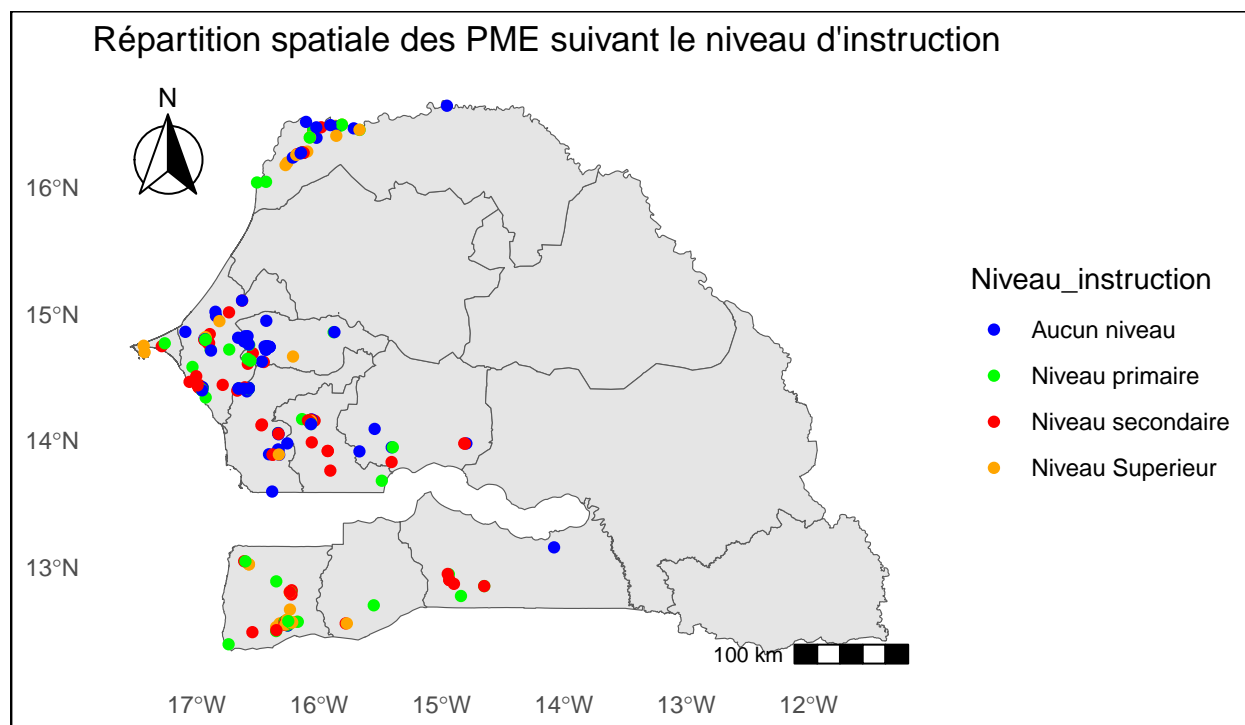 Répartition spatiale des PME suivant le niveau d'instruction
N
16°N
15°N
14°N
13°N
17°W 16°W 15°W 14°W 13°W 12°W
100 km
Niveau_instruction
Aucun niveau
Niveau primaire
Niveau secondaire
Niveau Superieur